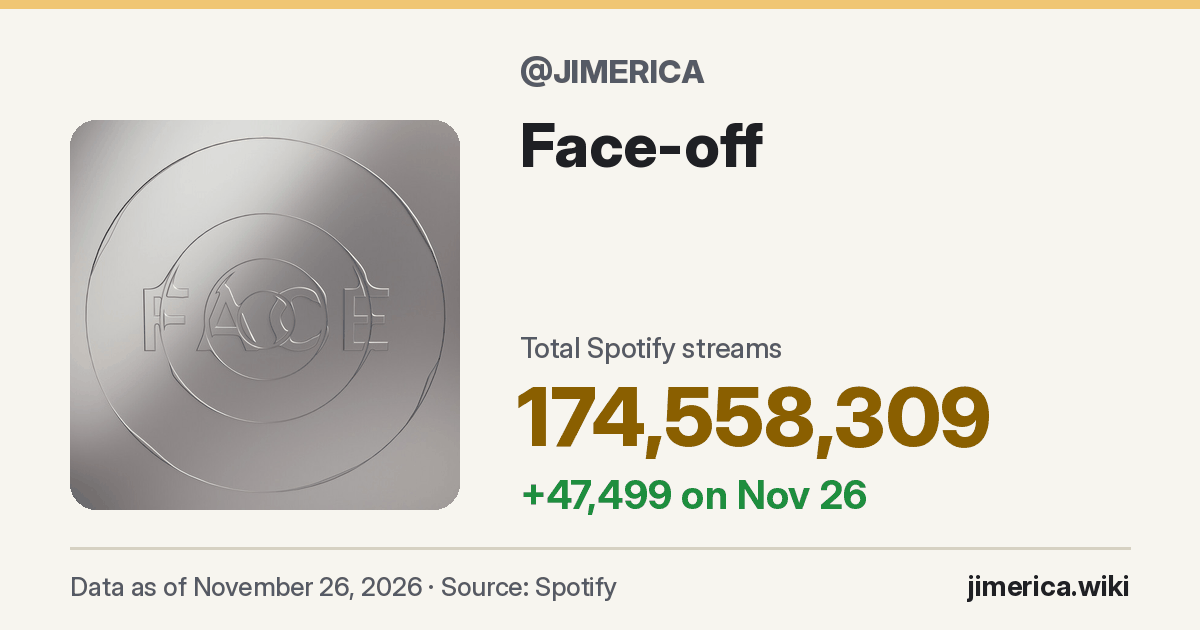 @JIMERICA
Face-off
FACE
Total Spotify streams
174,558,309
+47,499 on Nov 26
Data as of November 26, 2026 · Source: Spotify
jimerica.wiki